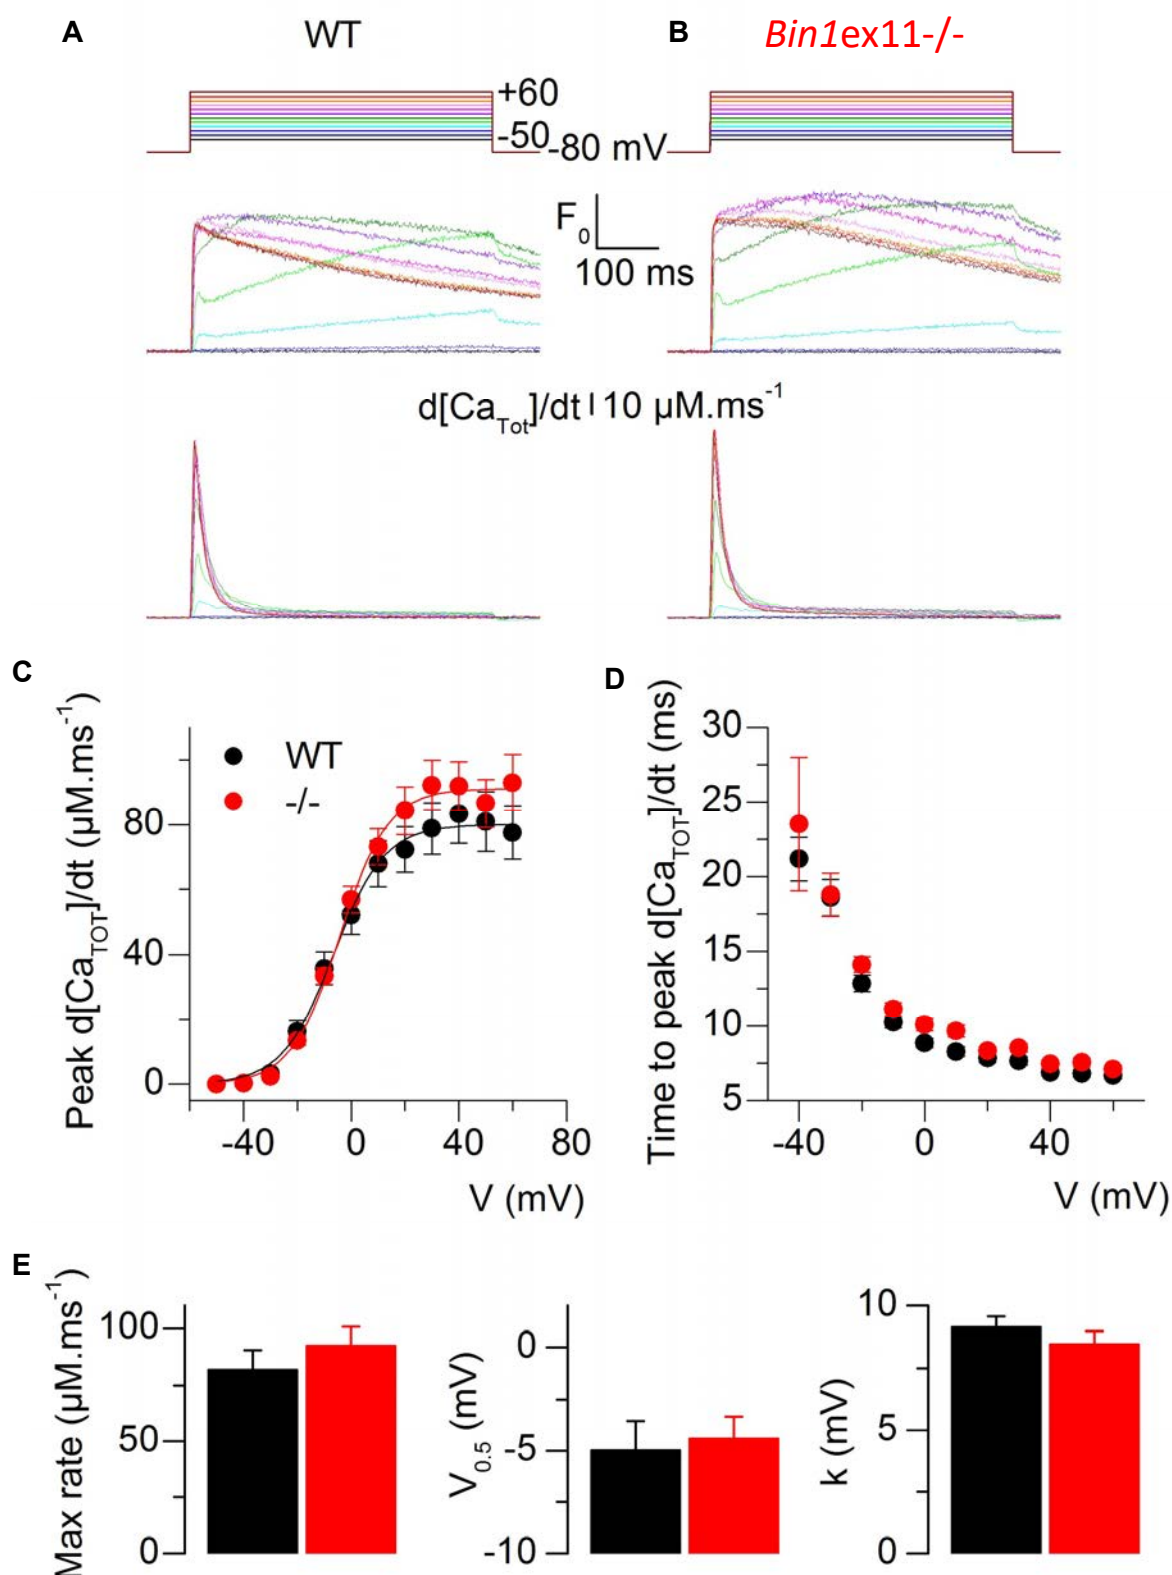 A
WT
B
Bin1ex11-/-
+60
-50
-80 mV
F0
100 ms
d[CaTot]/dt 10 µM.ms-1
C
Peak d[CaTOT]/dt (µM.ms-1)
WT
-/-
80
40
0
-40
0
40
80
V (mV)
D
Time to peak d[CaTOT]/dt (ms)
30
25
20
15
10
5
-40
0
40
V (mV)
E
Max rate (µM.ms-1)
100
50
0
V0.5 (mV)
0
-5
-10
k (mV)
10
5
0